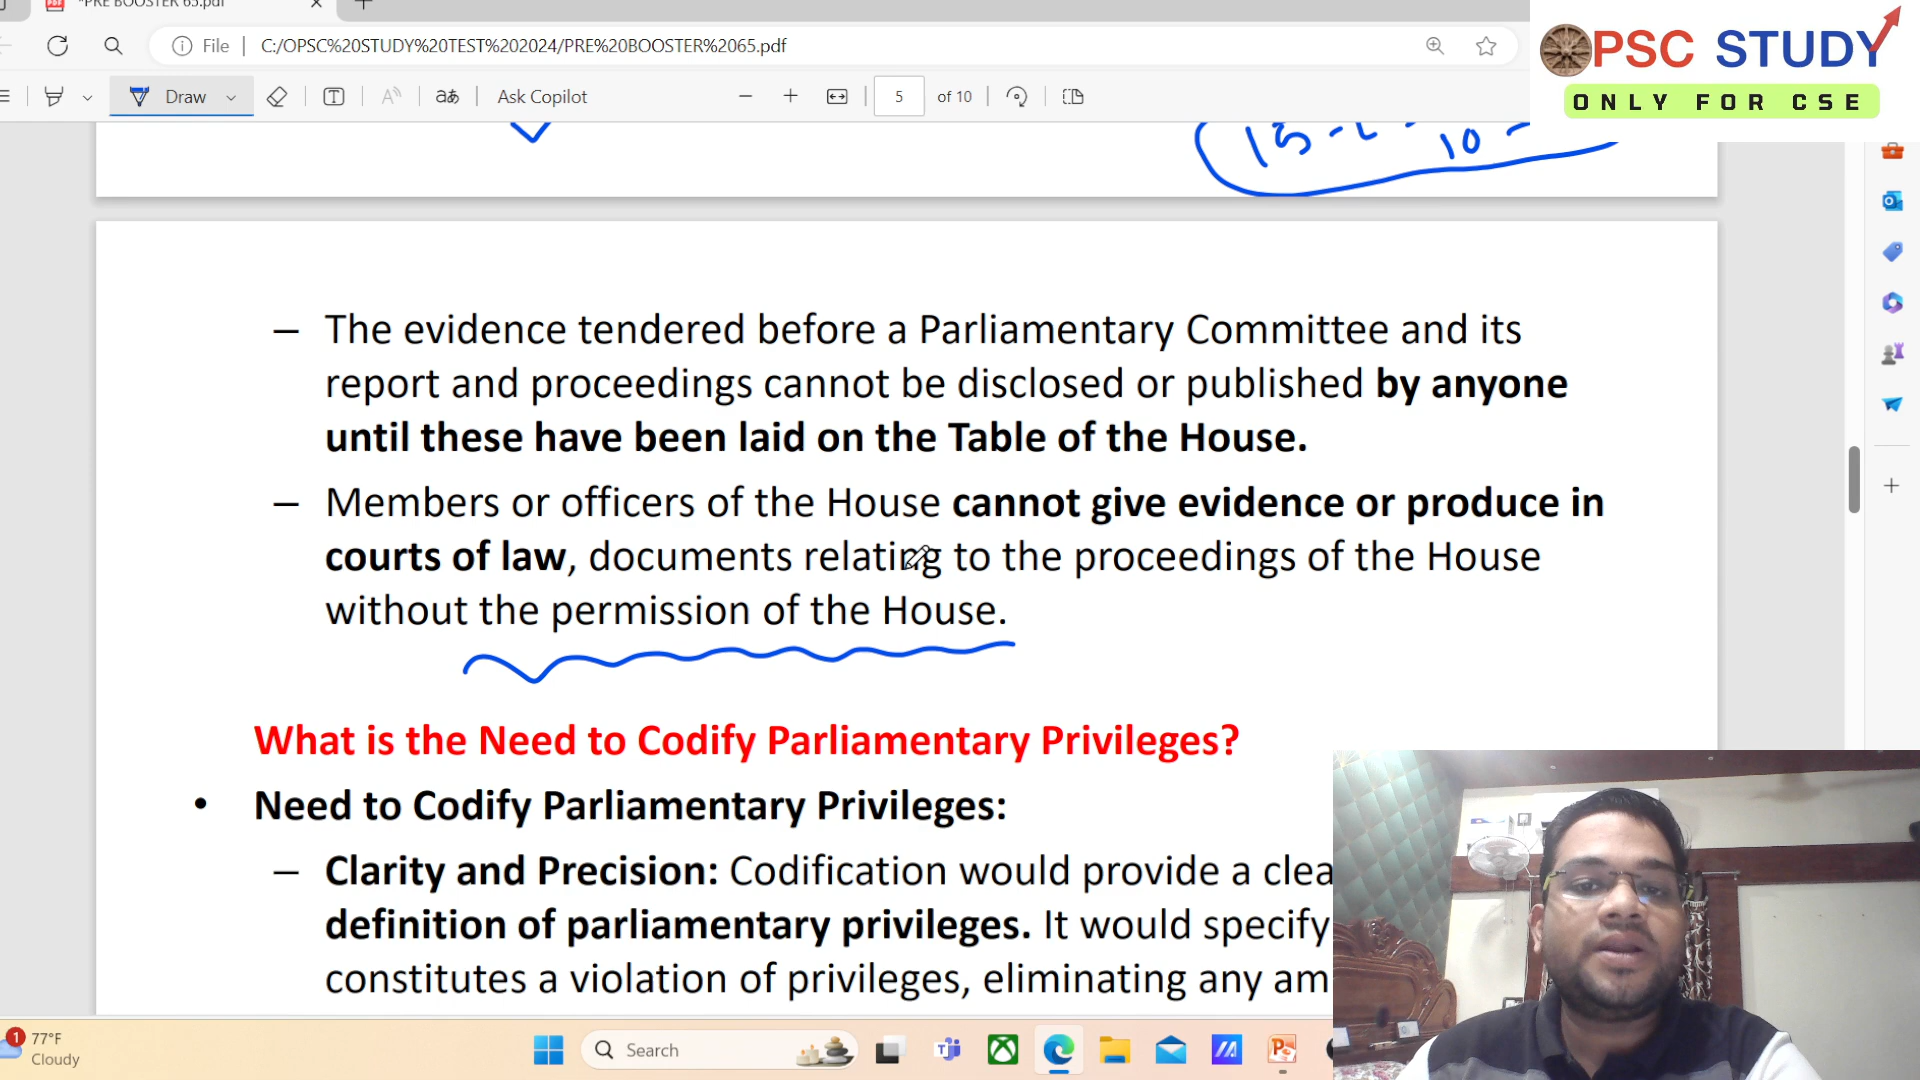 *PRE BOOSTER 65.pdf
File C:/OPSC%20STUDY%20TEST%202024/PRE%20BOOSTER%2065.pdf
PSC STUDY
ONLY FOR CSE
Draw Ask Copilot 5 of 10
15 -
10 -
– The evidence tendered before a Parliamentary Committee and its
report and proceedings cannot be disclosed or published by anyone
until these have been laid on the Table of the House.
– Members or officers of the House cannot give evidence or produce in
courts of law, documents relating to the proceedings of the House
without the permission of the House.
What is the Need to Codify Parliamentary Privileges?
• Need to Codify Parliamentary Privileges:
– Clarity and Precision: Codification would provide a clea
definition of parliamentary privileges. It would specify
constitutes a violation of privileges, eliminating any am
1
77°F
Cloudy
Search